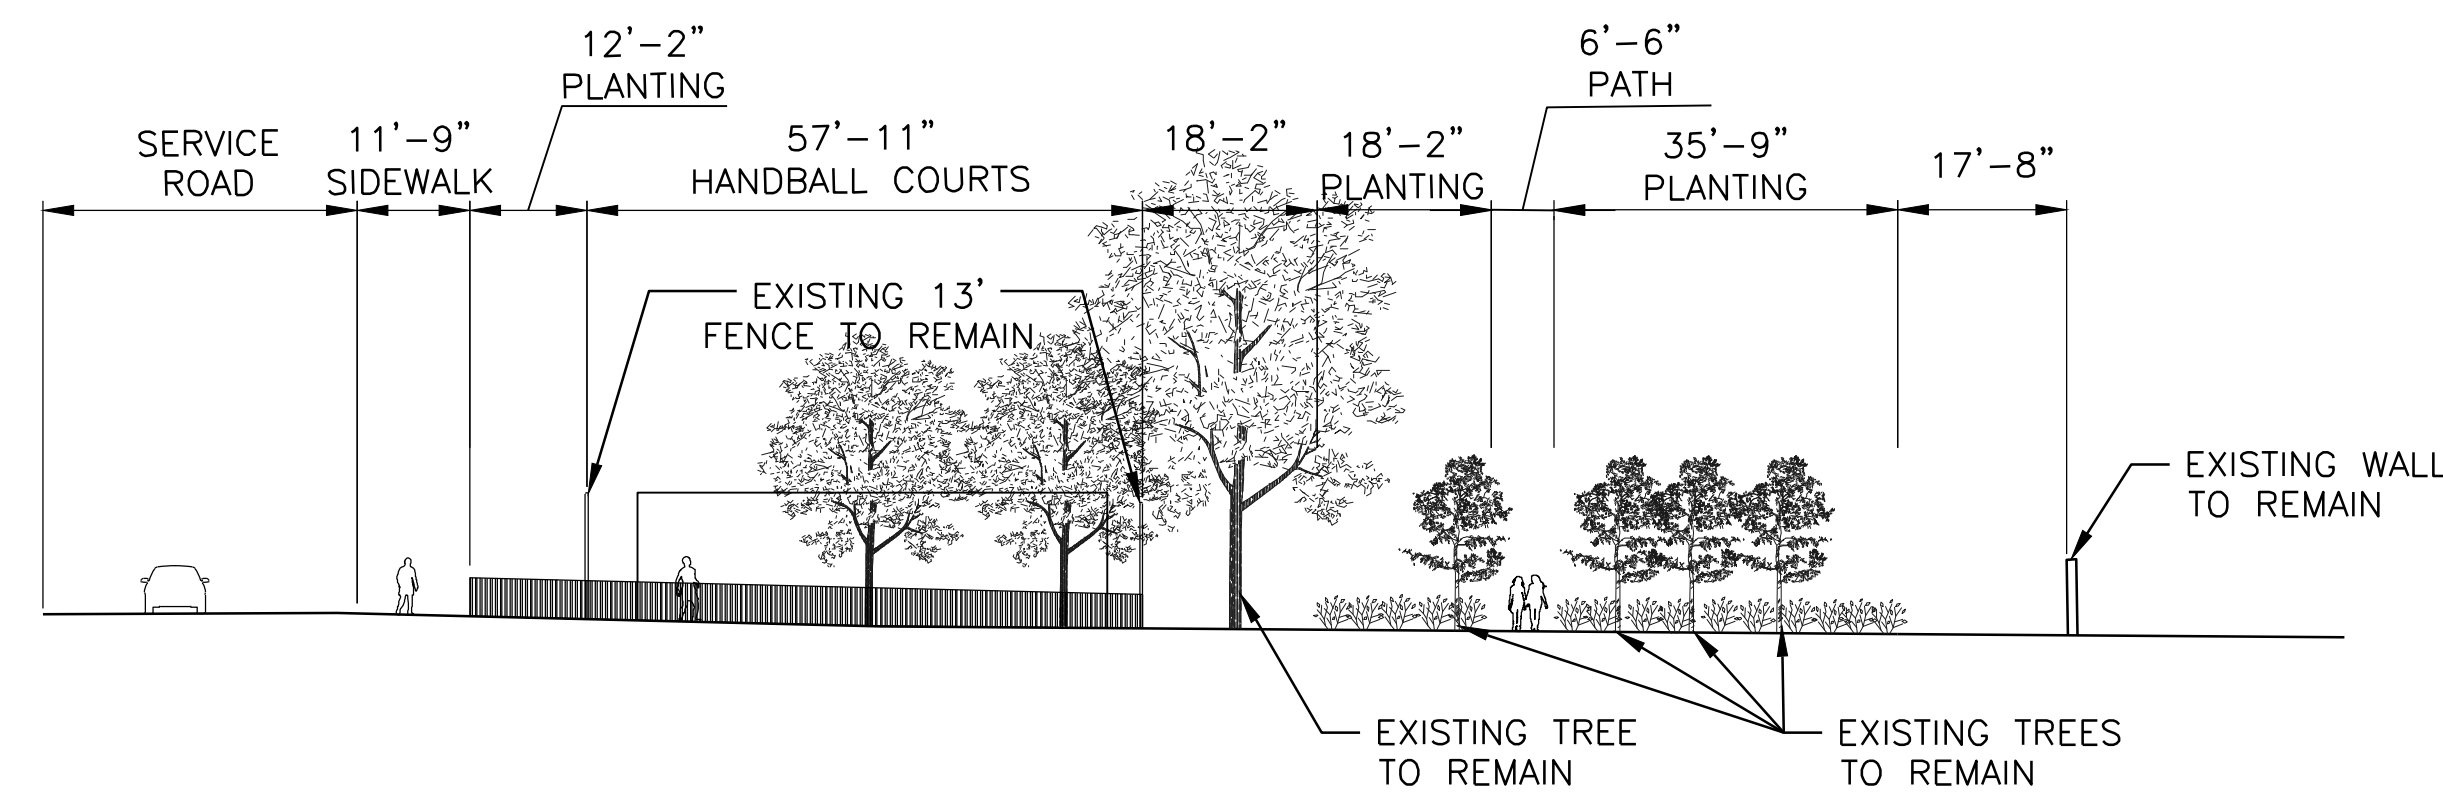 12'-2"
PLANTING
6'-6"
PATH
SERVICE
ROAD
11'-9"
SIDEWALK
57'-11"
HANDBALL COURTS
18'-2"
18'-2"
PLANTING
35'-9"
PLANTING
17'-8"
EXISTING 13'
FENCE TO REMAIN
EXISTING WALL
TO REMAIN
EXISTING TREE
TO REMAIN
EXISTING TREES
TO REMAIN